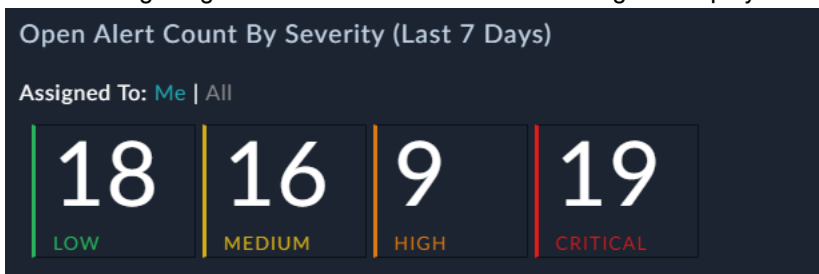 Open Alert Count By Severity (Last 7 Days)
Assigned To: Me | All
18 16 9 19
LOW MEDIUM HIGH CRITICAL